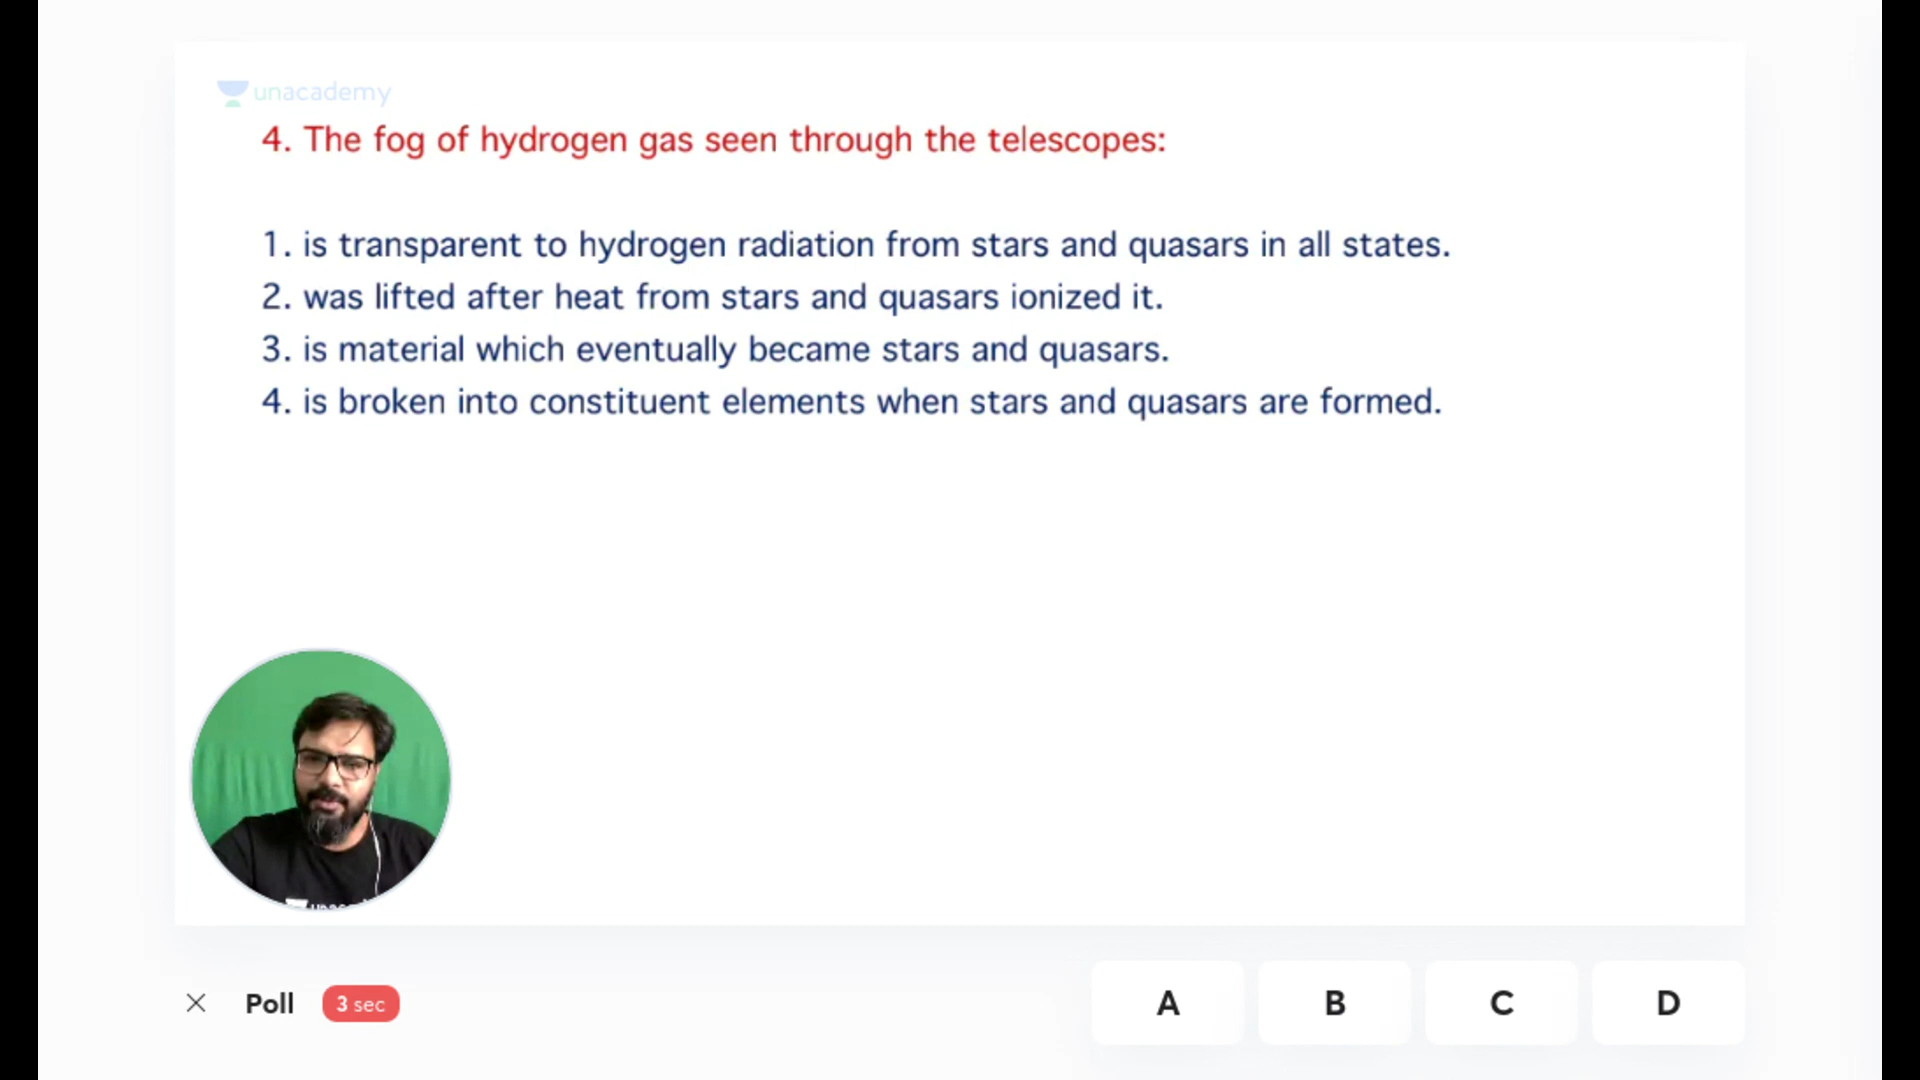 unacademy
4. The fog of hydrogen gas seen through the telescopes:
1. is transparent to hydrogen radiation from stars and quasars in all states.
2. was lifted after heat from stars and quasars ionized it.
3. is material which eventually became stars and quasars.
4. is broken into constituent elements when stars and quasars are formed.
Poll 3 sec A B C D